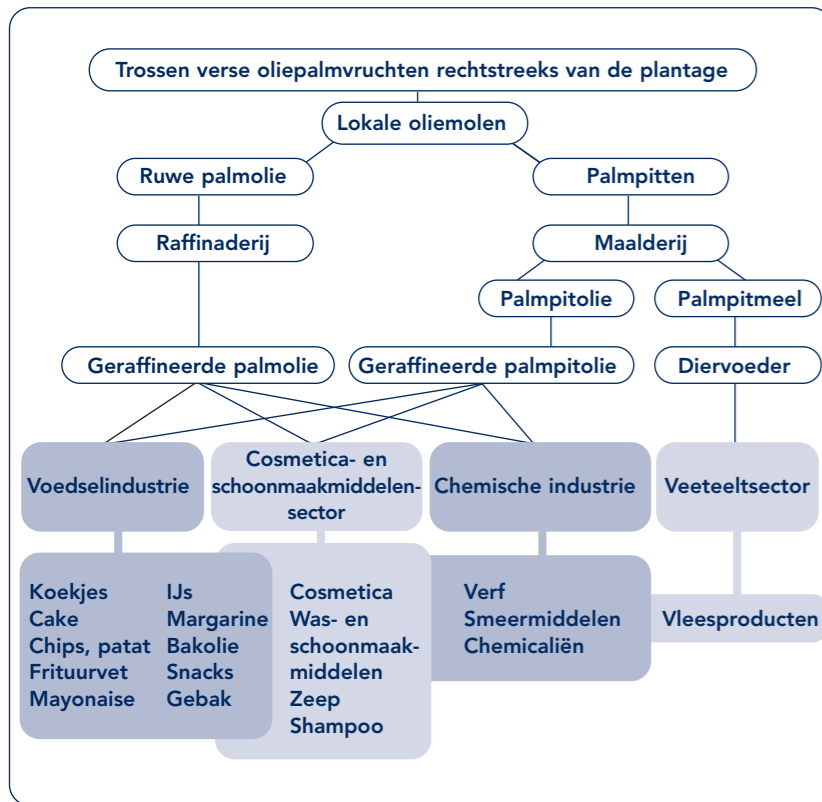 Trossen verse oliepalmvruchten rechtstreeks van de plantage
Lokale oliemolen
Ruwe palmolie
Palmpitten
Raffinaderij
Maalderij
Palmpitolie
Palmpitmeel
Geraffineerde palmolie
Geraffineerde palmpitolie
Diervoeder
Voedselindustrie
Cosmetica- en
schoonmaakmiddelen-
sector
Chemische industrie
Veeteeltsector
Koekjes
Cake
Chips, patat
Frituurvet
Mayonaise
IJs
Margarine
Bakolie
Snacks
Gebak
Cosmetica
Was- en
schoonmaak-
middelen
Zeep
Shampoo
Verf
Smeermiddelen
Chemicaliën
Vleesproducten